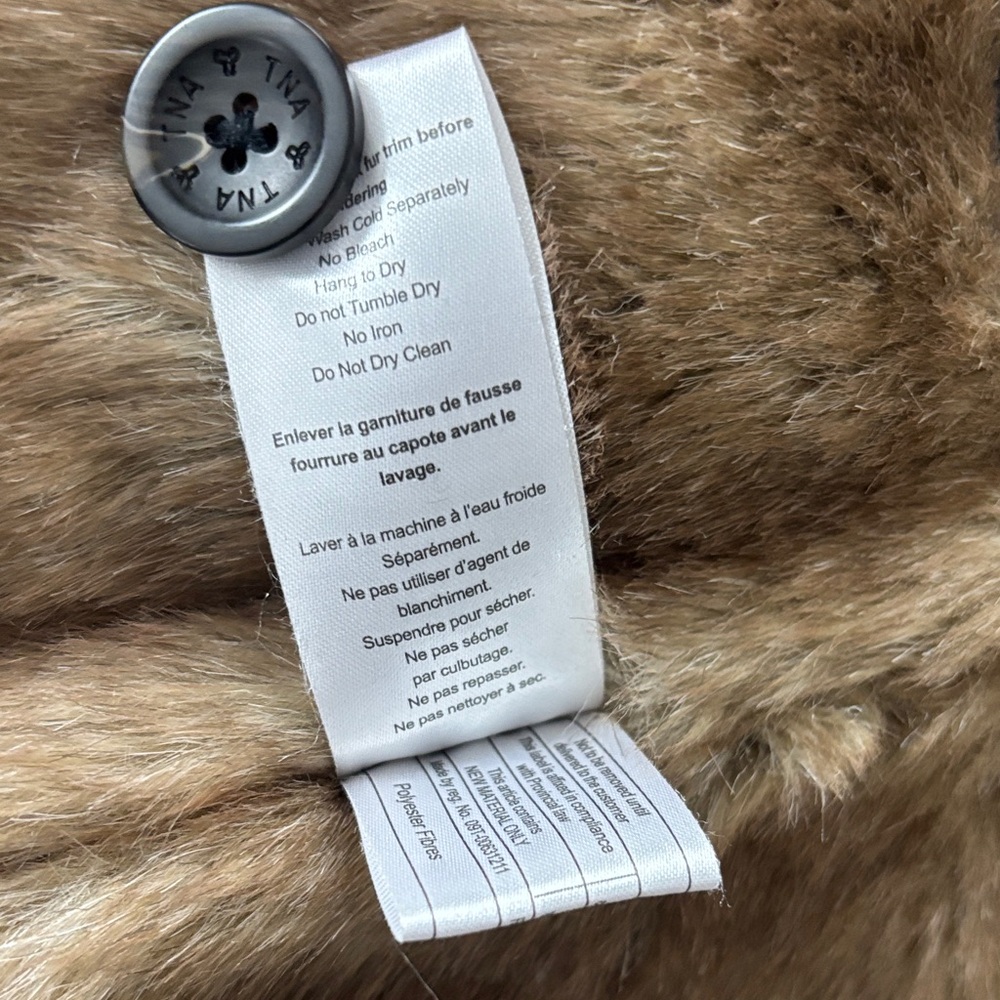 TNA
TNA
TNA
fur trim before
Wash Cold Separately
No Bleach
Hang to Dry
Do not Tumble Dry
No Iron
Do Not Dry Clean
Enlever la garniture de fausse
fourrure au capote avant le
lavage.
Laver à la machine à l'eau froide
Séparément.
Ne pas utiliser d'agent de
blanchiment.
Suspendre pour sécher.
Ne pas sécher
par culbutage.
Ne pas repasser.
Ne pas nettoyer à sec.
Not to be removed until
delivered to the customer
This label is affixed in compliance
with Provincial law
This article contains
NEW MATERIAL ONLY
Made by reg. No. 09T-00631211
Polyester Fibres